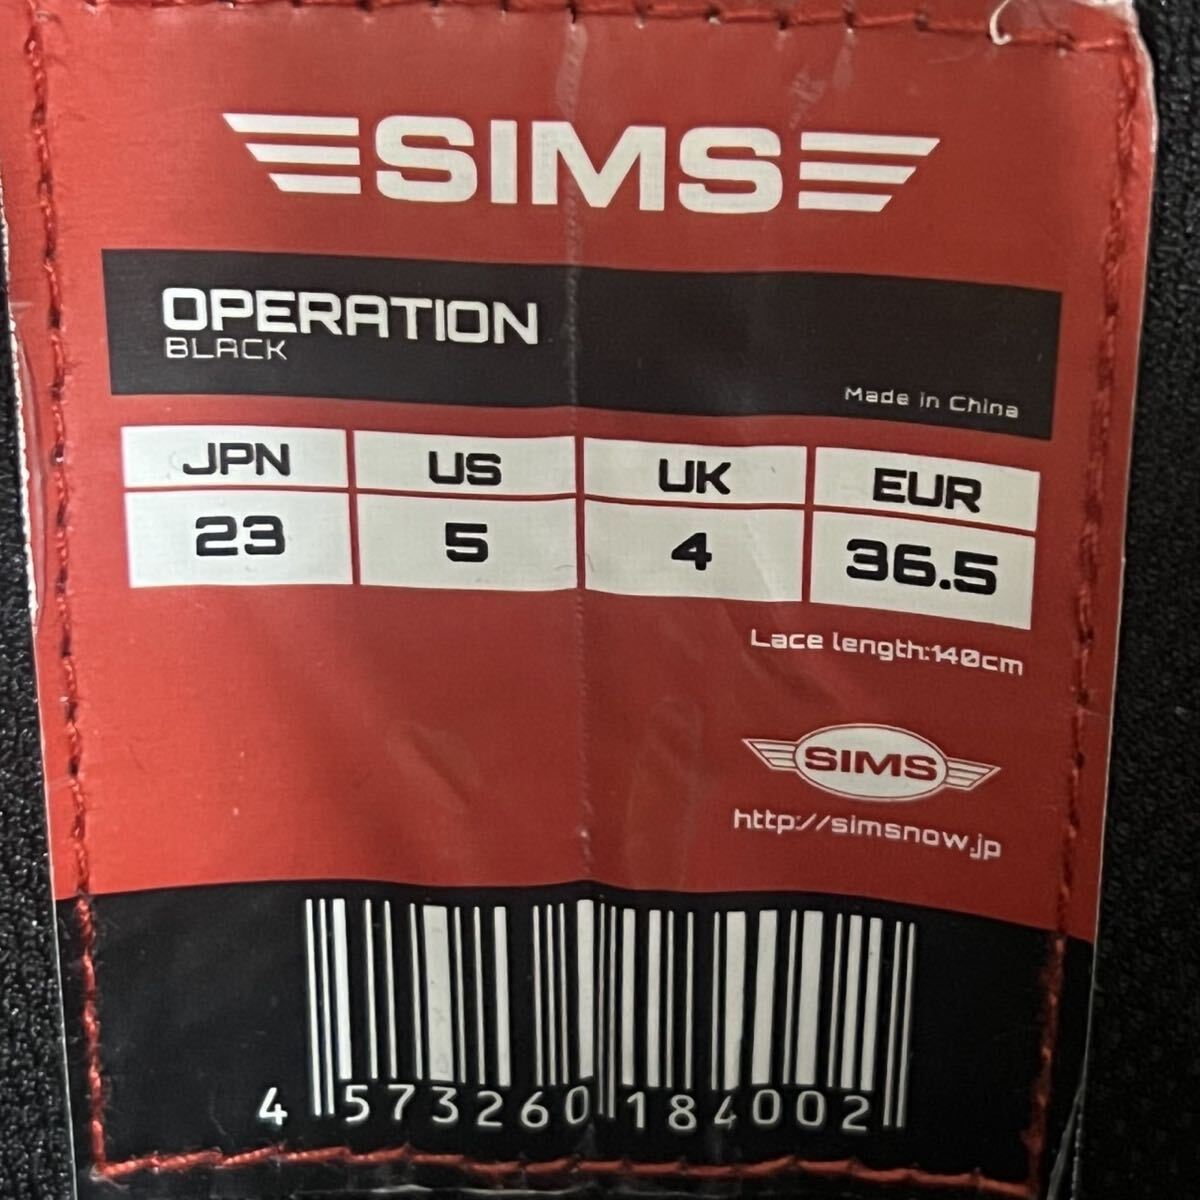 SIMS
OPERATION
BLACK
Made in China
JPN US UK EUR
23 5 4 36.5
Lace length:140cm
SIMS
http://simsnow.jp
4 573260 184002